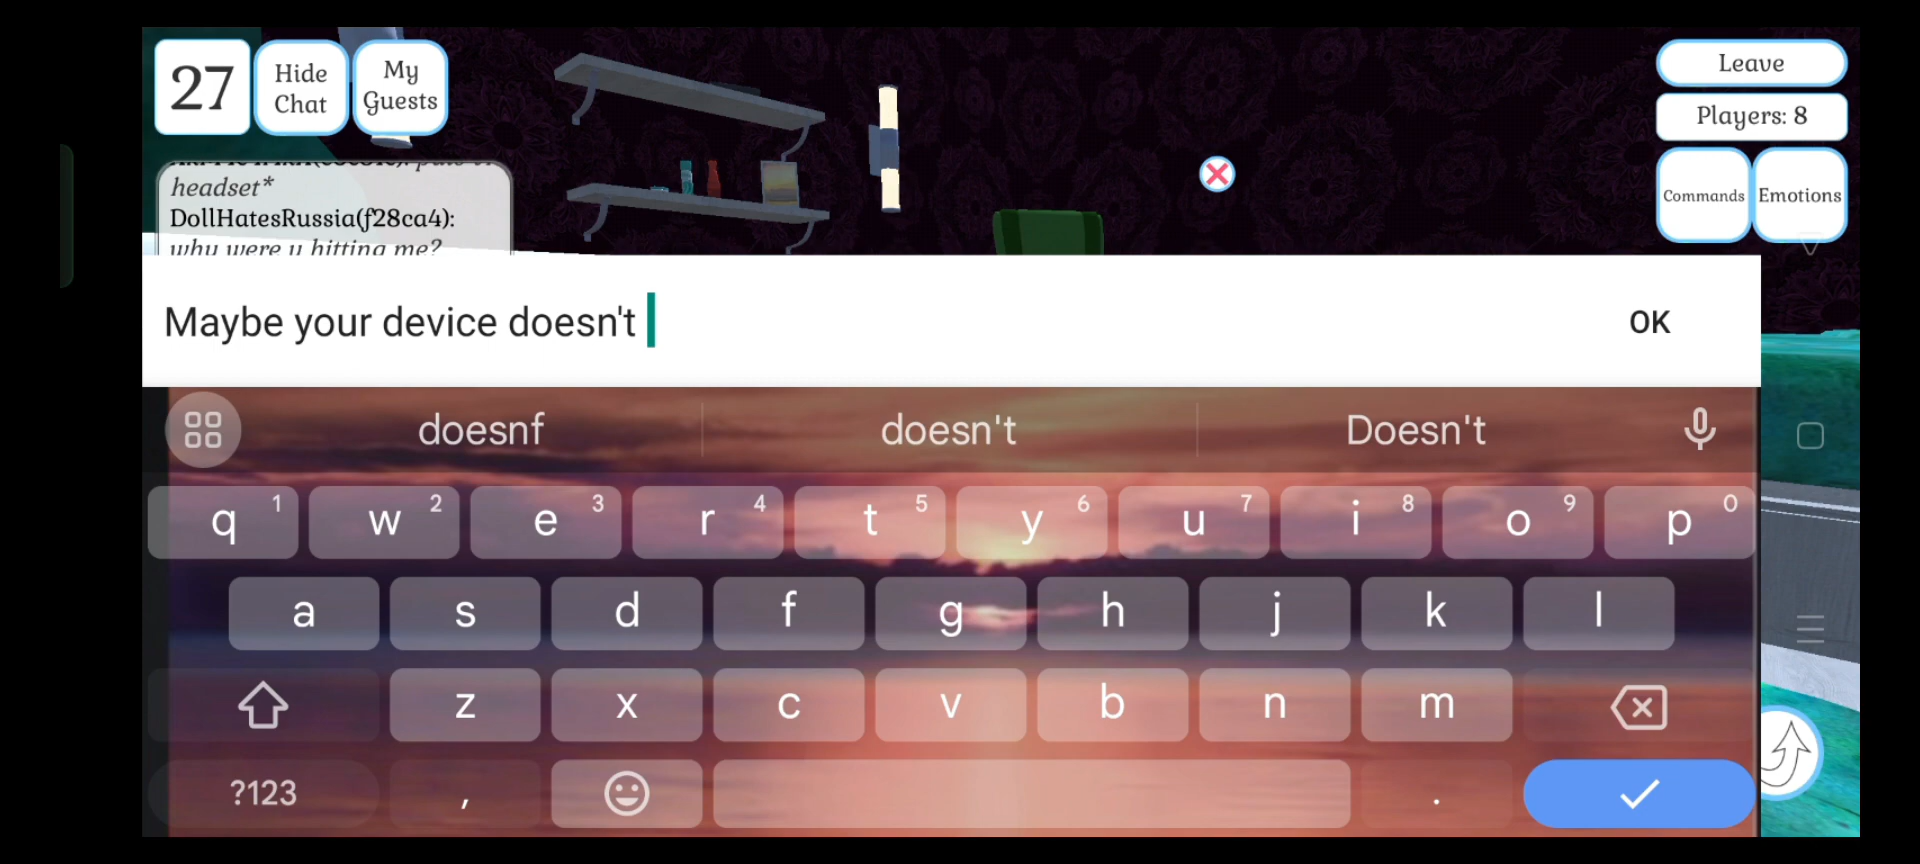 27
Hide
Chat
My
Guests
Leave
Players: 8
Commands
Emotions
headset*
DollHatesRussia(f28ca4):
why were u hitting me?
Maybe your device doesn't
OK
doesnf doesn't Doesn't
q 1 w 2 e 3 r 4 t 5 y 6 u 7 i 8 o 9 p 0
a s d f g h j k l
z x c v b n m
?123 , .